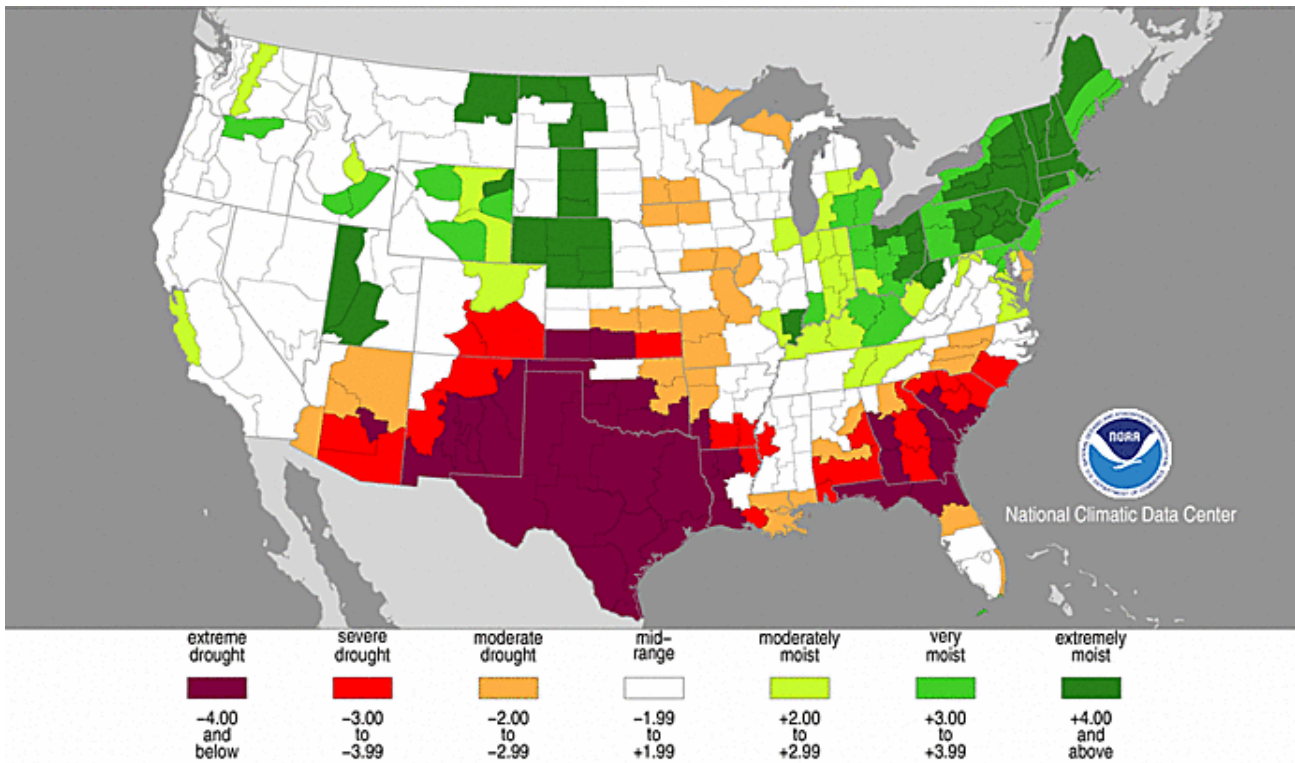 NOAA
National Climatic Data Center
extreme
drought
severe
drought
moderate
drought
mid-
range
moderately
moist
very
moist
extremely
moist
-4.00
and
below
-3.00
to
-3.99
-2.00
to
-2.99
-1.99
to
+1.99
+2.00
to
+2.99
+3.00
to
+3.99
+4.00
and
above